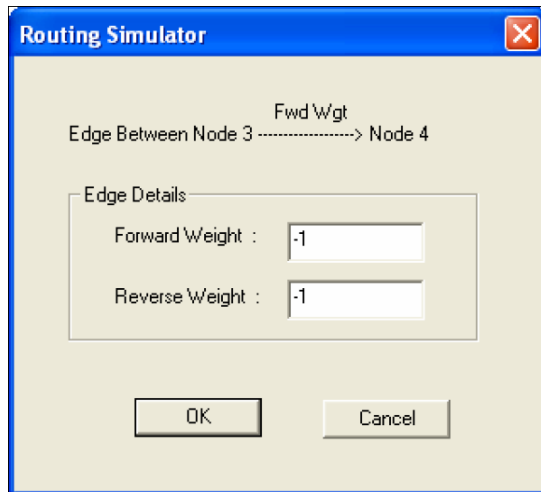 Routing Simulator
Fwd Wgt
Edge Between Node 3 -------------------> Node 4
Edge Details
Forward Weight : -1
Reverse Weight : -1
OK Cancel